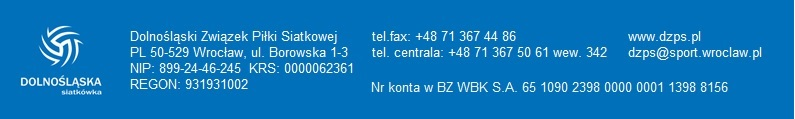 DOLNOŚLĄSKA
siatkówka
Dolnośląski Związek Piłki Siatkowej
PL 50-529 Wrocław, ul. Borowska 1-3
NIP: 899-24-46-245 KRS: 0000062361
REGON: 931931002
tel.fax: +48 71 367 44 86
tel. centrala: +48 71 367 50 61 wew. 342
www.dzps.pl
dzps@sport.wroclaw.pl
Nr konta w BZ WBK S.A. 65 1090 2398 0000 0001 1398 8156